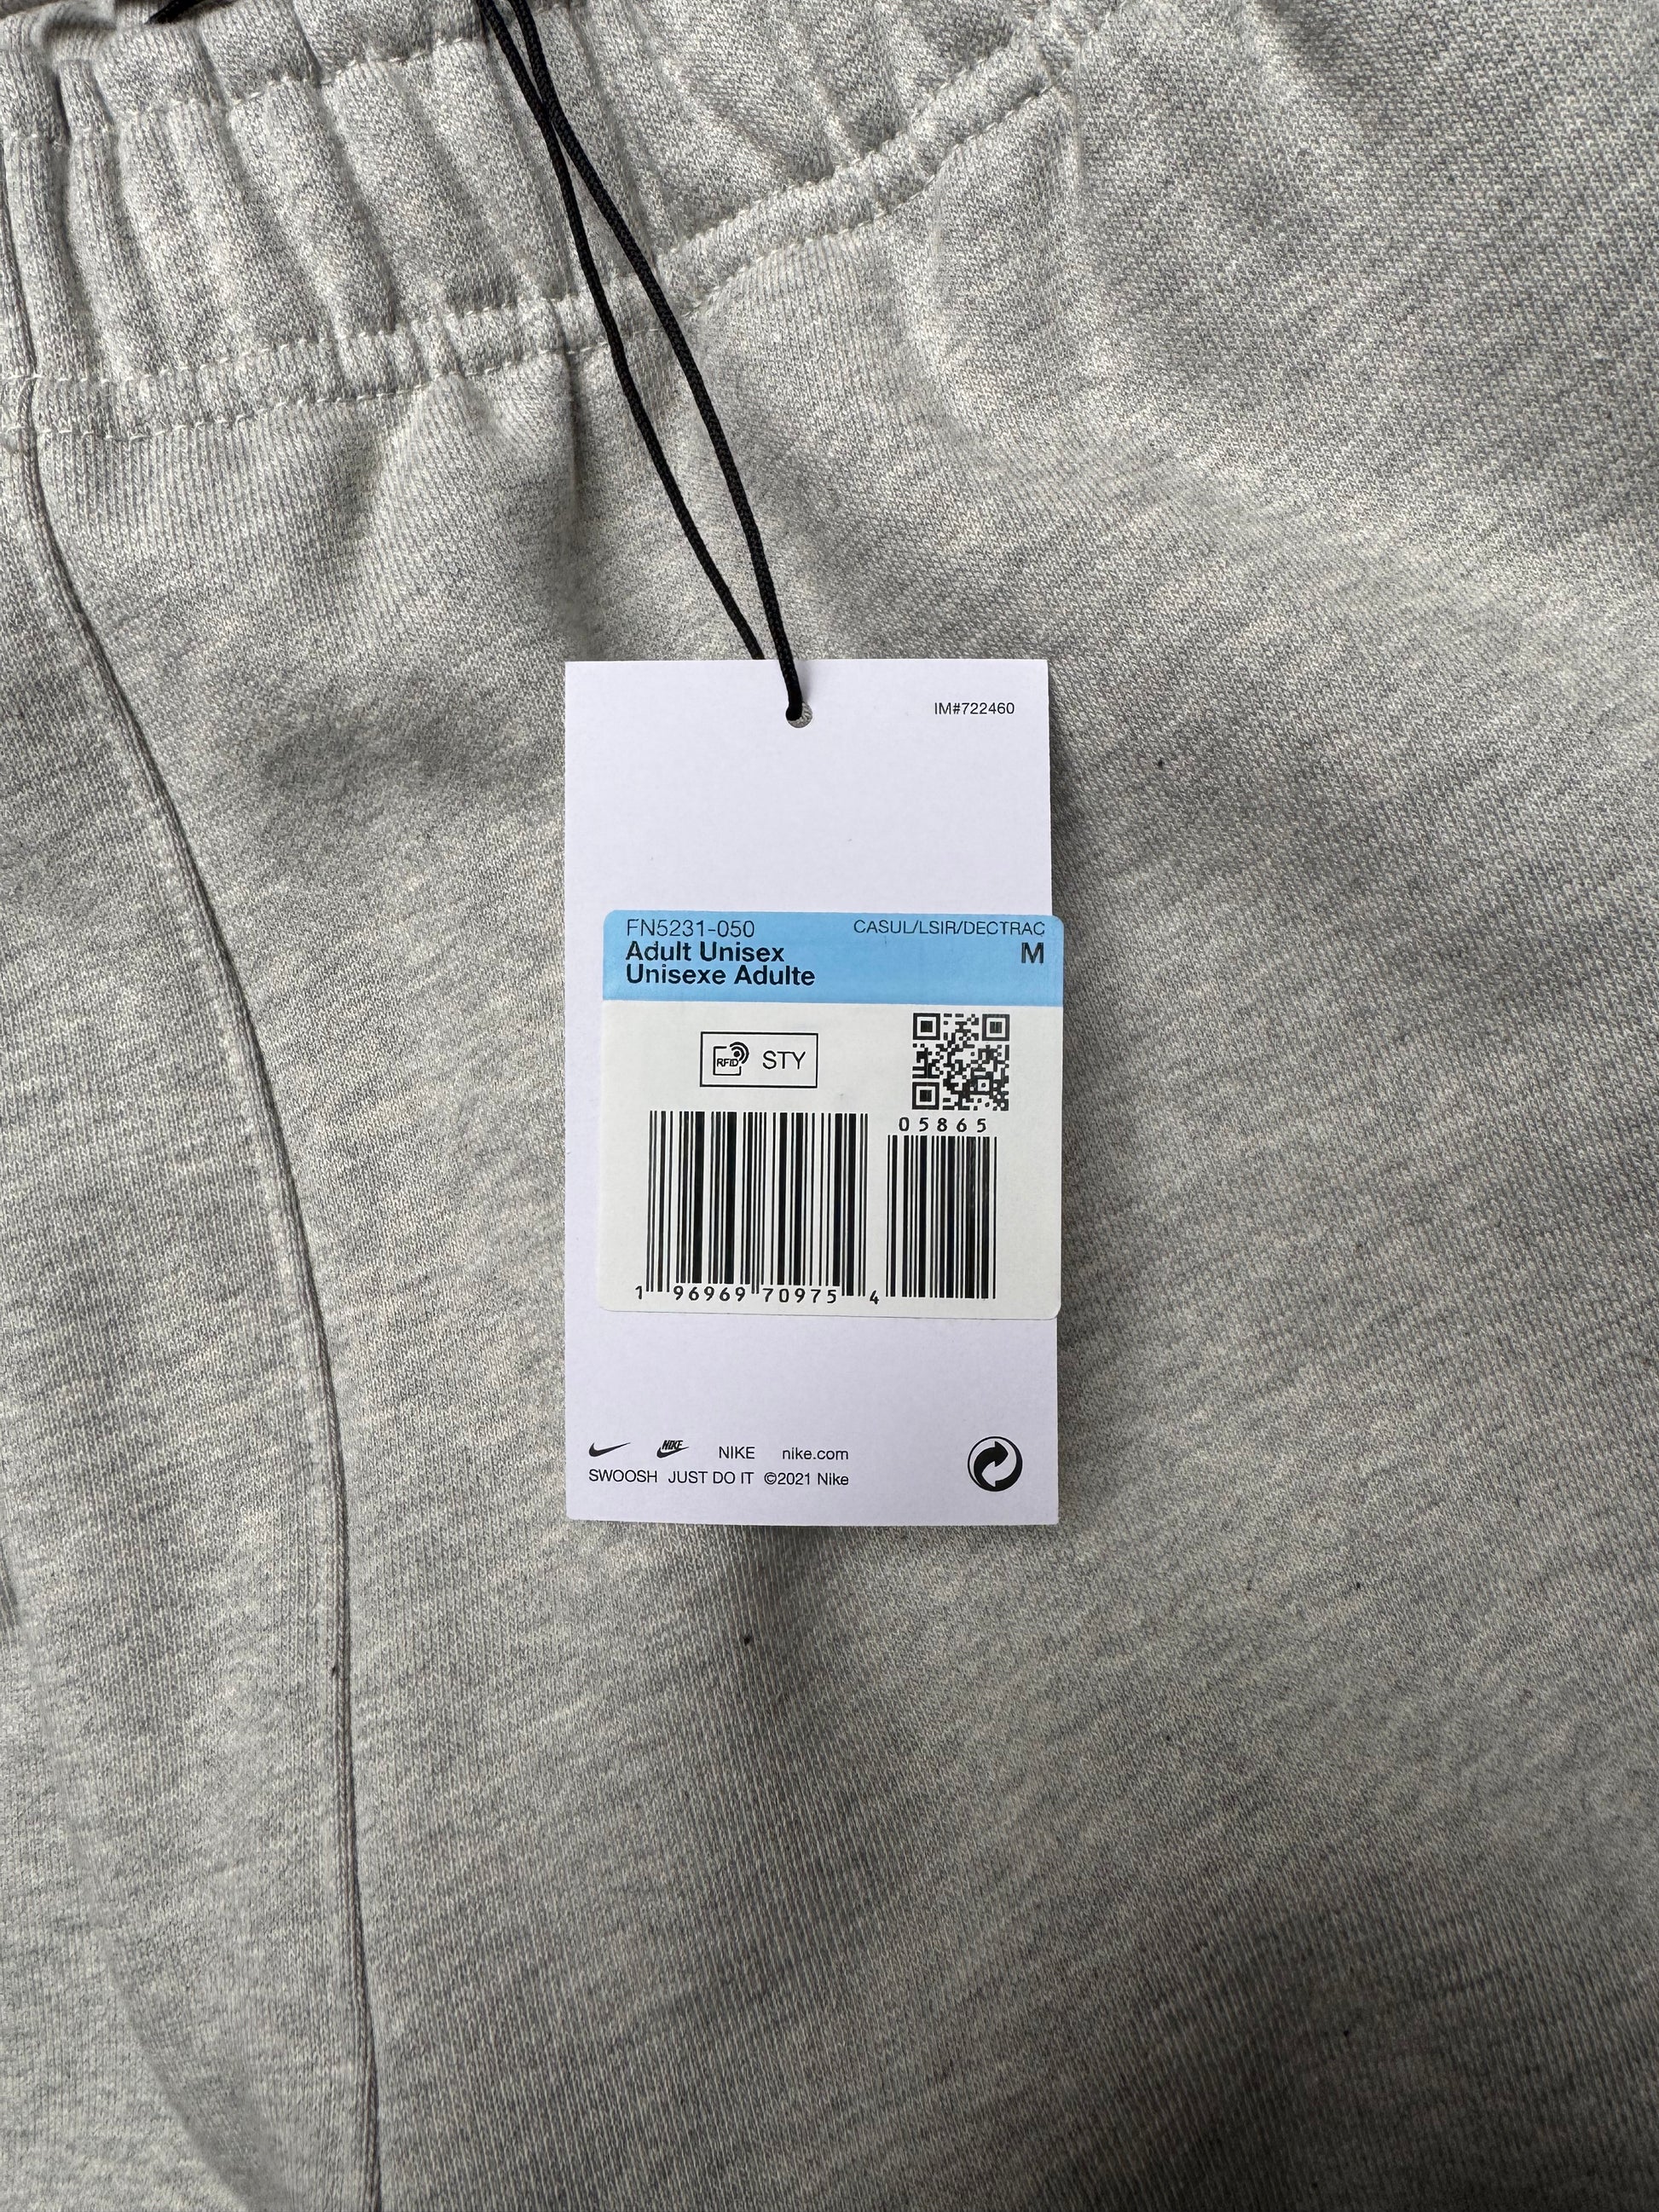 IM#722460
FN5231-050 CASUL/LSIR/DECTRAC
Adult Unisex M
Unisexe Adulte
RFID STY
05865
1 96969 70975 4
NIKE NIKE nike.com
SWOOSH JUST DO IT ©2021 Nike